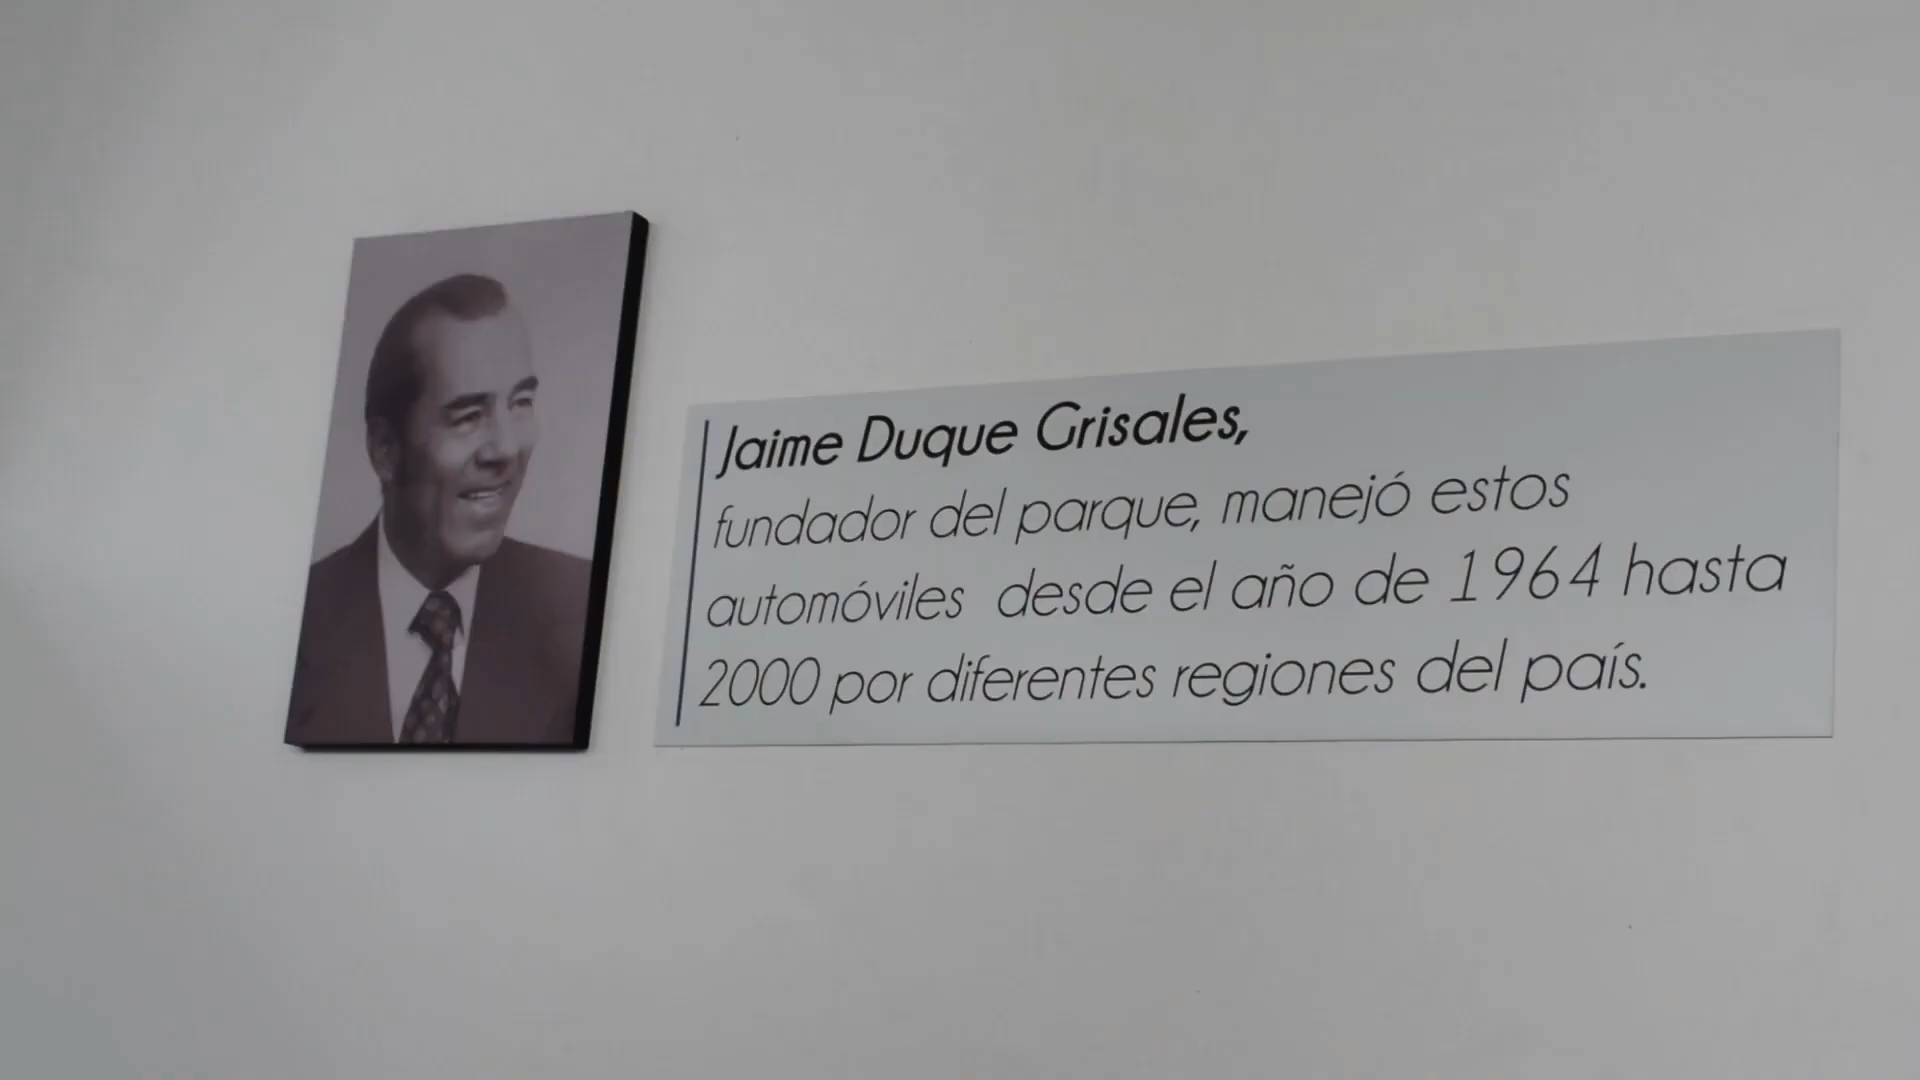 Jaime Duque Grisales,
fundador del parque, manejó estos
automóviles desde el año de 1964 hasta
2000 por diferentes regiones del país.